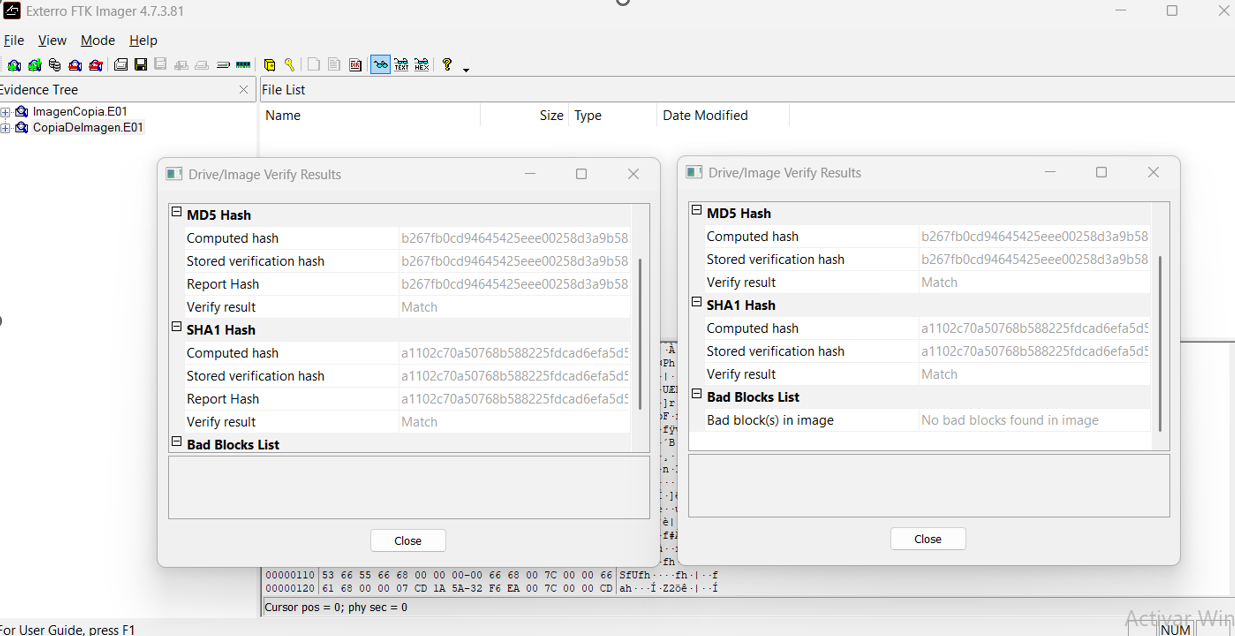 Exterro FTK Imager 4.7.3.81
File View Mode Help
Evidence Tree
File List
ImagenCopia.E01
CopiaDeImagen.E01
Name Size Type Date Modified
Drive/Image Verify Results
MD5 Hash
Computed hash b267fb0cd94645425eee00258d3a9b58
Stored verification hash b267fb0cd94645425eee00258d3a9b58
Report Hash b267fb0cd94645425eee00258d3a9b58
Verify result Match
SHA1 Hash
Computed hash a1102c70a50768b588225fdcad6efa5d5
Stored verification hash a1102c70a50768b588225fdcad6efa5d5
Report Hash a1102c70a50768b588225fdcad6efa5d5
Verify result Match
Bad Blocks List
Close
Drive/Image Verify Results
MD5 Hash
Computed hash b267fb0cd94645425eee00258d3a9b58
Stored verification hash b267fb0cd94645425eee00258d3a9b58
Verify result Match
SHA1 Hash
Computed hash a1102c70a50768b588225fdcad6efa5d5
Stored verification hash a1102c70a50768b588225fdcad6efa5d5
Verify result Match
Bad Blocks List
Bad block(s) in image No bad blocks found in image
Close
00000110 53 66 55 66 68 00 00 00-00 66 68 00 7C 00 00 66 SfUfh····fh·|··f
00000120 61 68 00 00 07 CD 1A 5A-32 F6 EA 00 7C 00 00 CD ah···Í·Z2öê·|··Í
Cursor pos = 0; phy sec = 0
For User Guide, press F1
Activar Win
NUM